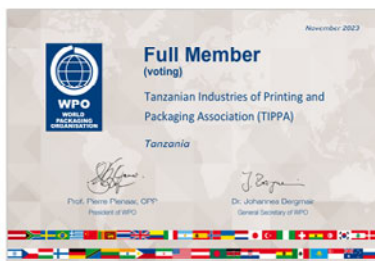 November 2023
Full Member
(voting)
WPO
WORLD
PACKAGING
ORGANISATION
Tanzanian Industries of Printing and
Packaging Association (TIPPA)
Tanzania
Prof. Pierre Pienaar, CPP
President of WPO
Dr. Johannes Bergmair
General Secretary of WPO